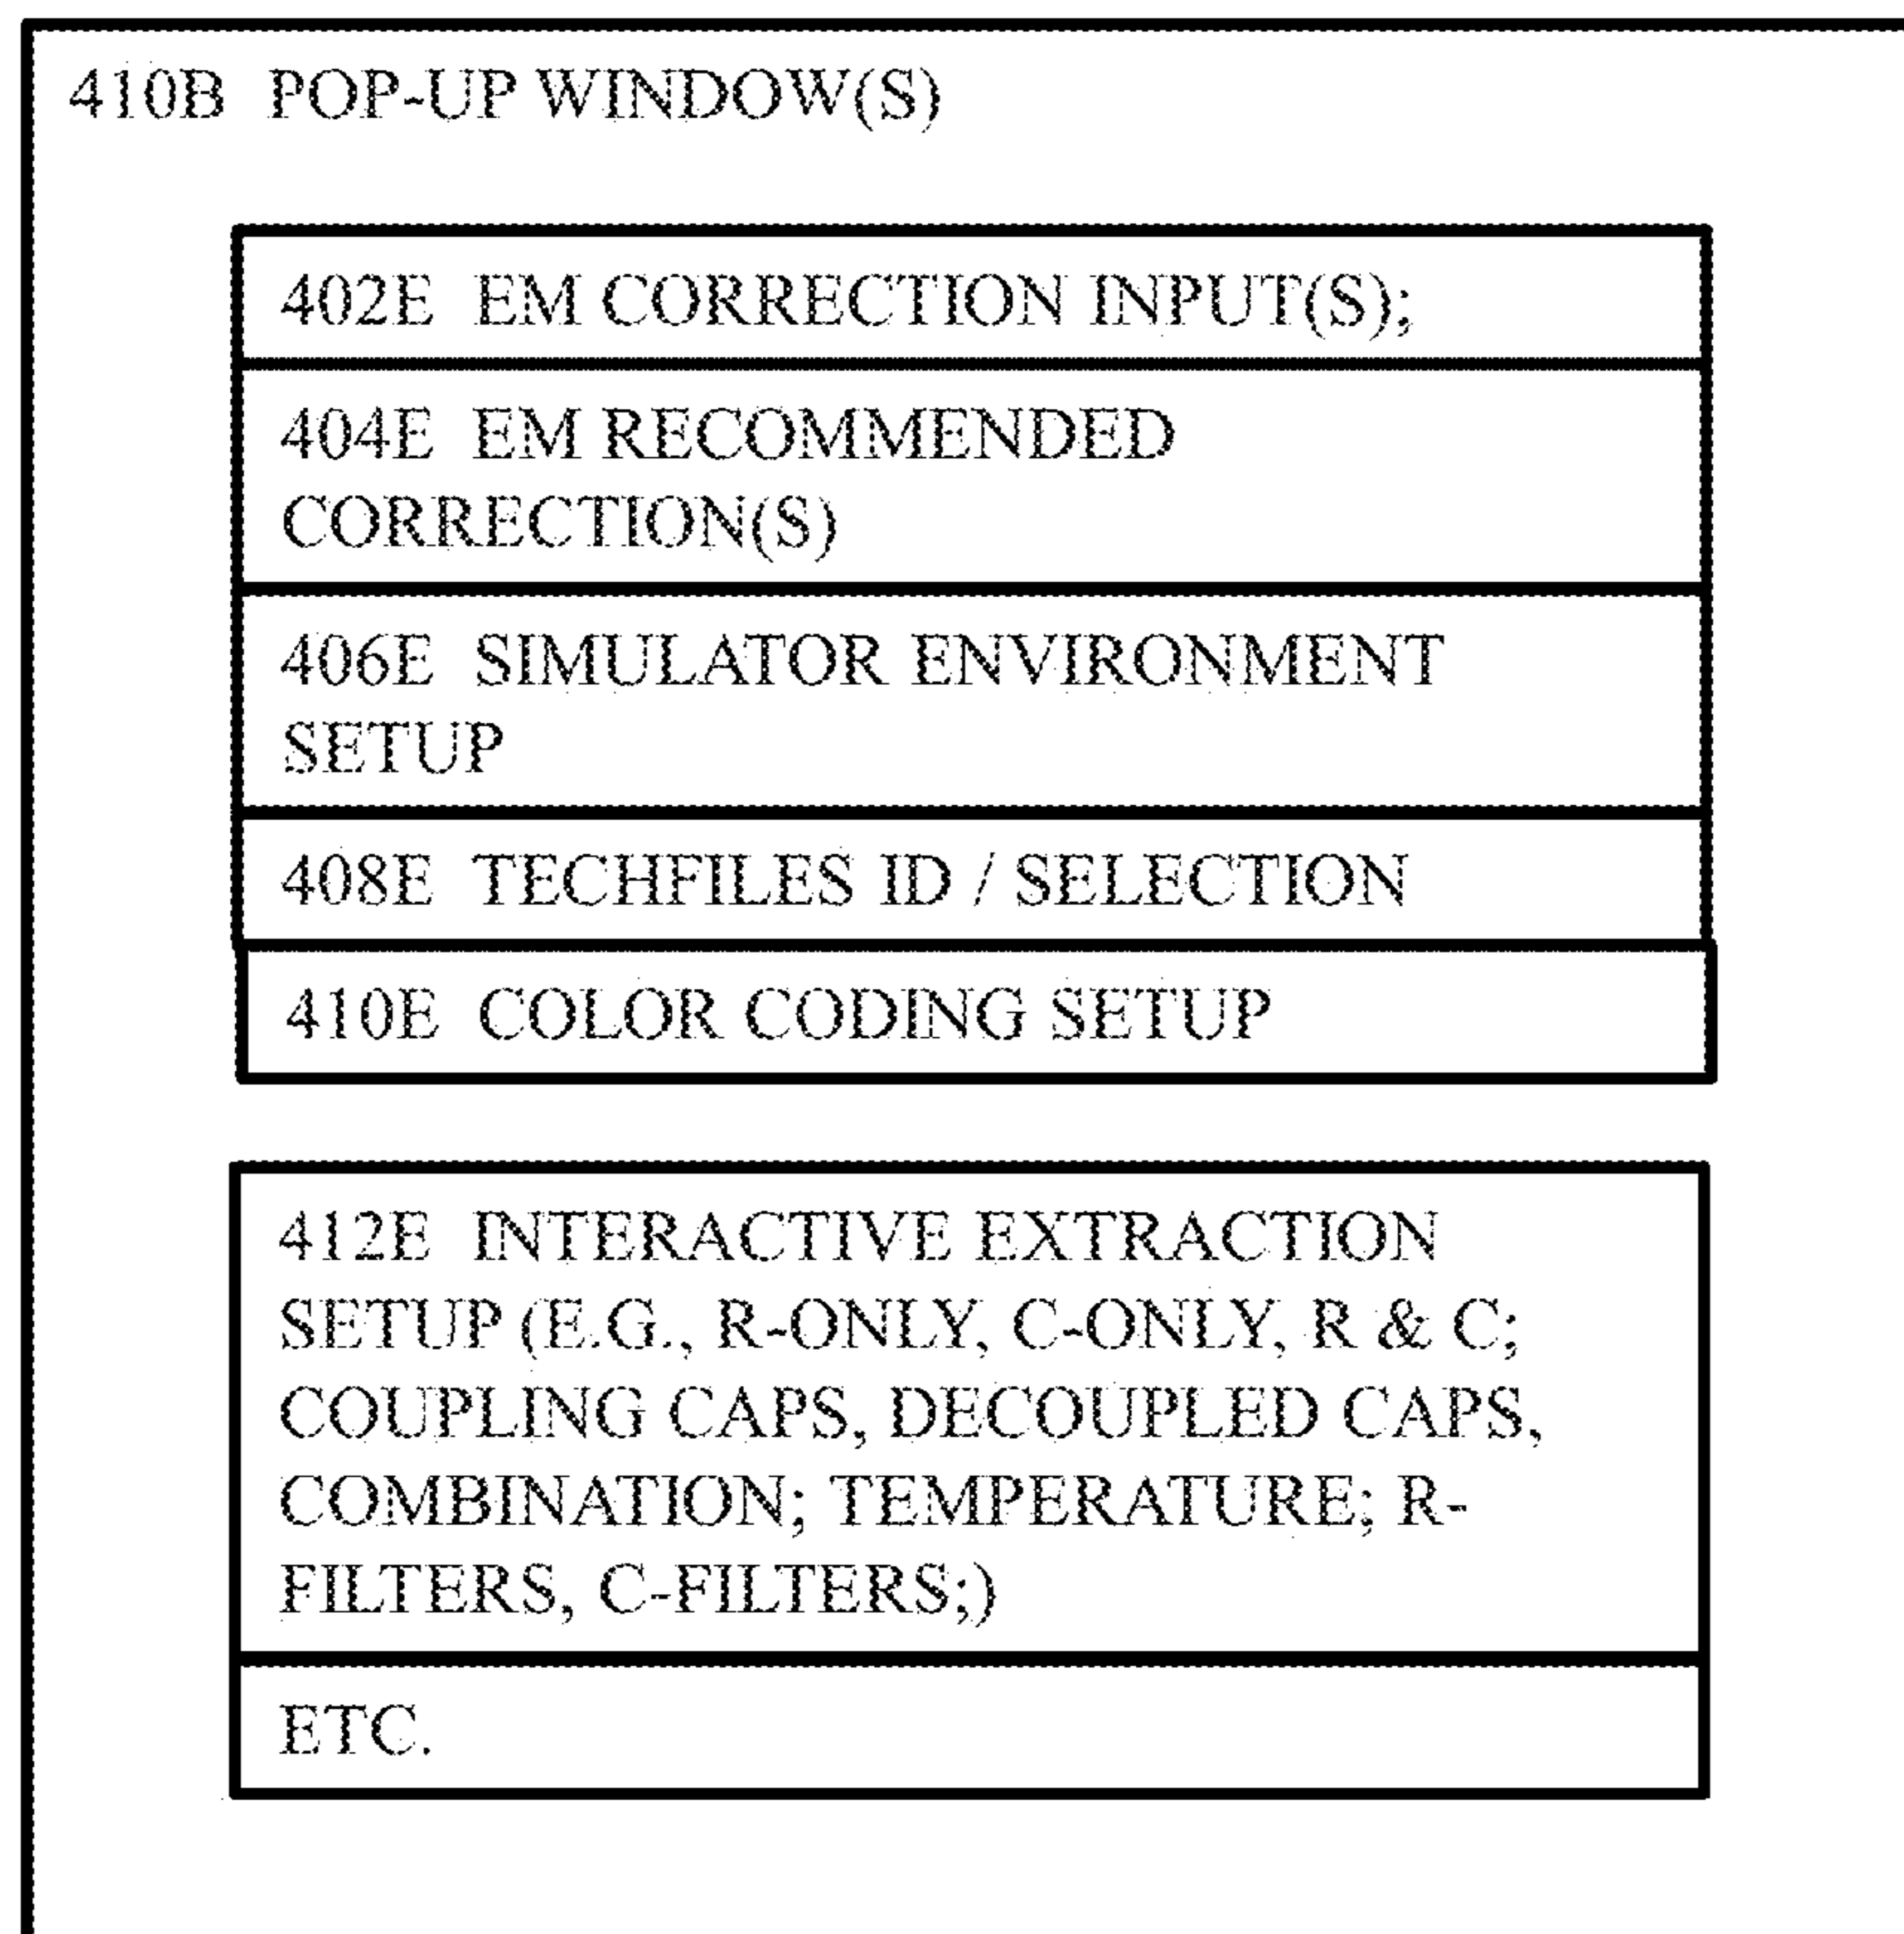 410B POP-UP WINDOW(S)
402E EM CORRECTION INPUT(S);
404E EM RECOMMENDED
CORRECTION(S)
406E SIMULATOR ENVIRONMENT
SETUP
408E TECHFILES ID / SELECTION
410E COLOR CODING SETUP
412E INTERACTIVE EXTRACTION
SETUP (E.G., R-ONLY, C-ONLY, R & C;
COUPLING CAPS, DECOUPLED CAPS,
COMBINATION; TEMPERATURE; R-
FILTERS, C-FILTERS;)
ETC.